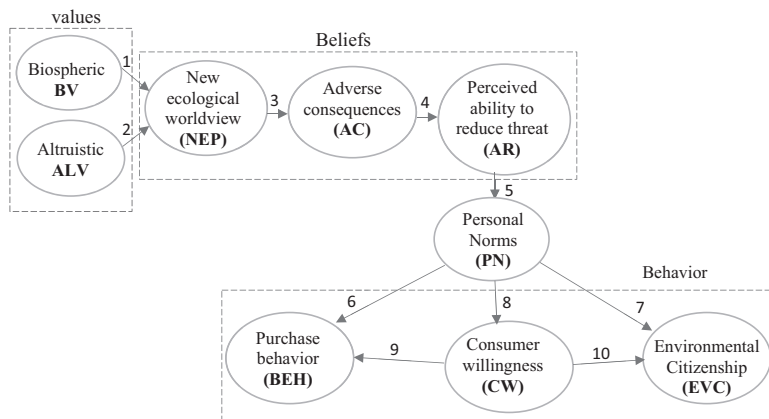 values
Beliefs
Biospheric
BV
1
Altruistic
ALV
2
New
ecological
worldview
(NEP)
3
Adverse
consequences
(AC)
4
Perceived
ability to
reduce threat
(AR)
5
Personal
Norms
(PN)
Behavior
6
8
7
Purchase
behavior
(BEH)
9
Consumer
willingness
(CW)
10
Environmental
Citizenship
(EVC)